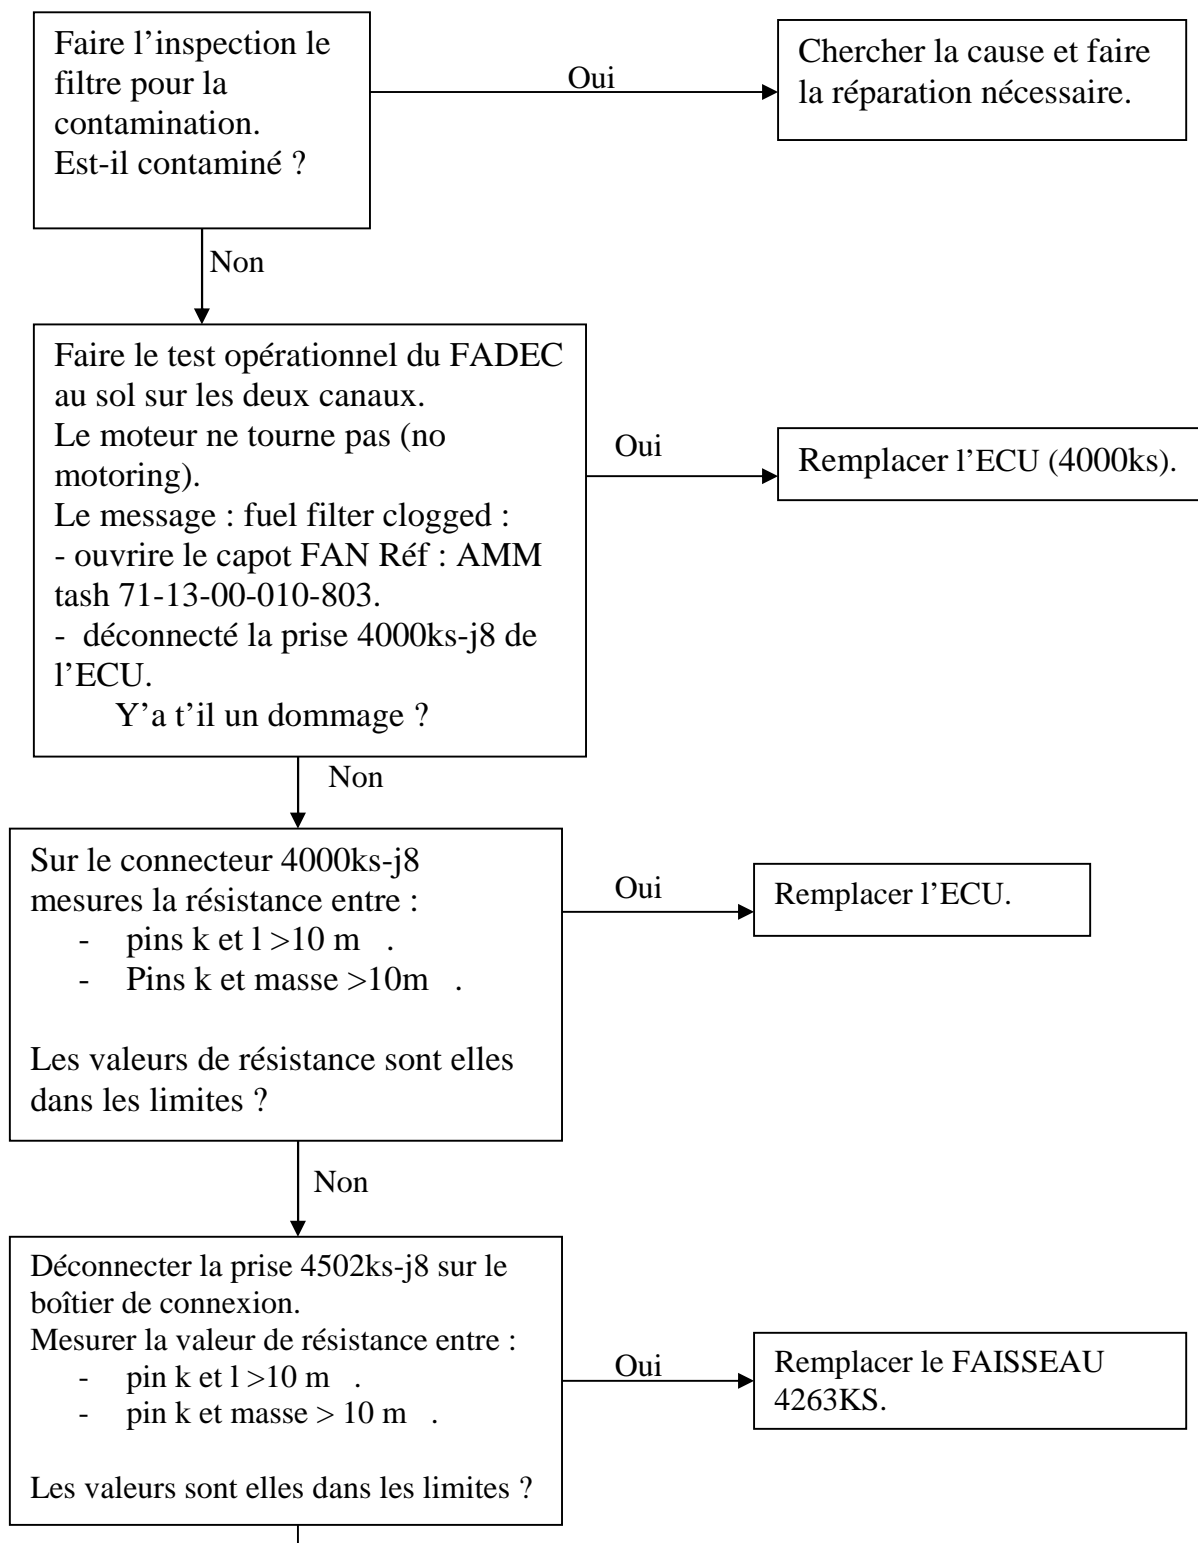 Faire l’inspection le
filtre pour la
contamination.
Est-il contaminé ?
Oui
Chercher la cause et faire
la réparation nécessaire.
Non
Faire le test opérationnel du FADEC
au sol sur les deux canaux.
Le moteur ne tourne pas (no
motoring).
Le message : fuel filter clogged :
- ouvrire le capot FAN Réf : AMM
tash 71-13-00-010-803.
- déconnecté la prise 4000ks-j8 de
l’ECU.
Y’a t’il un dommage ?
Oui
Remplacer l’ECU (4000ks).
Non
Sur le connecteur 4000ks-j8
mesures la résistance entre :
- pins k et l >10 m .
- Pins k et masse >10m .
Les valeurs de résistance sont elles
dans les limites ?
Oui
Remplacer l’ECU.
Non
Déconnecter la prise 4502ks-j8 sur le
boîtier de connexion.
Mesurer la valeur de résistance entre :
- pin k et l >10 m .
- pin k et masse > 10 m .
Les valeurs sont elles dans les limites ?
Oui
Remplacer le FAISSEAU
4263KS.